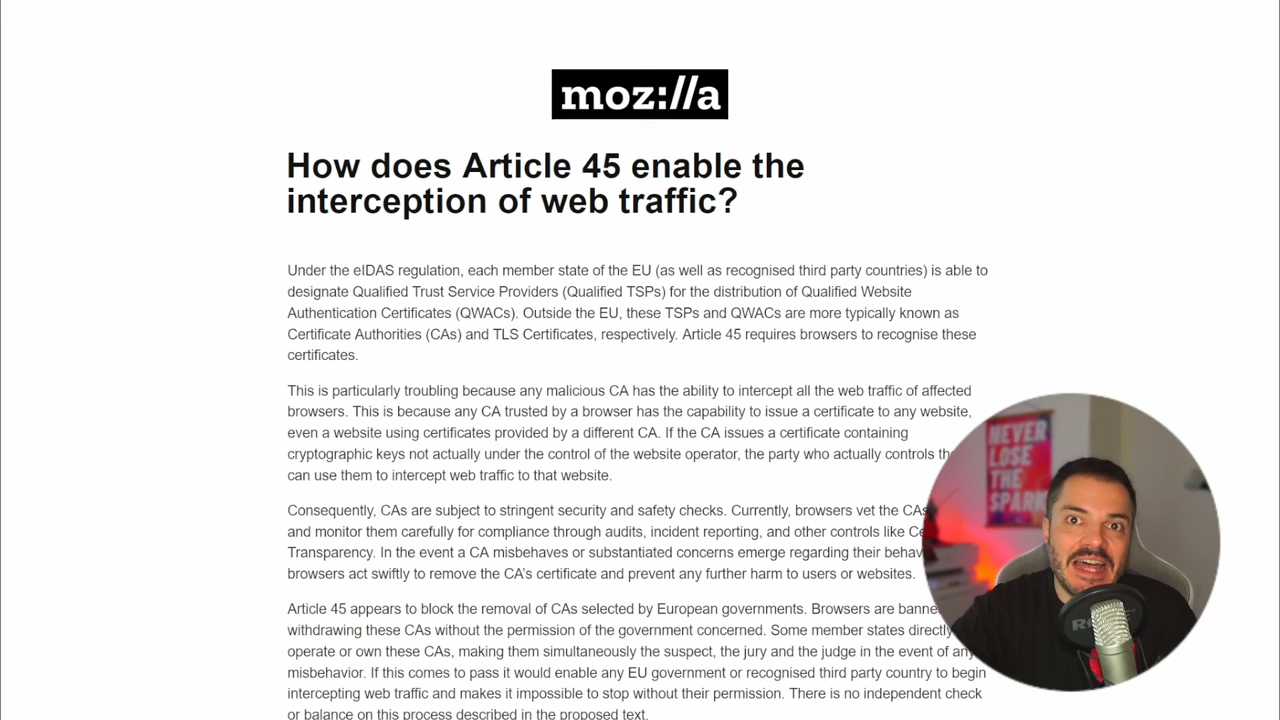 moz://a
How does Article 45 enable the
interception of web traffic?
Under the eIDAS regulation, each member state of the EU (as well as recognised third party countries) is able to
designate Qualified Trust Service Providers (Qualified TSPs) for the distribution of Qualified Website
Authentication Certificates (QWACs). Outside the EU, these TSPs and QWACs are more typically known as
Certificate Authorities (CAs) and TLS Certificates, respectively. Article 45 requires browsers to recognise these
certificates.
This is particularly troubling because any malicious CA has the ability to intercept all the web traffic of affected
browsers. This is because any CA trusted by a browser has the capability to issue a certificate to any website,
even a website using certificates provided by a different CA. If the CA issues a certificate containing
cryptographic keys not actually under the control of the website operator, the party who actually controls
can use them to intercept web traffic to that website.
Consequently, CAs are subject to stringent security and safety checks. Currently, browsers vet the CAs
and monitor them carefully for compliance through audits, incident reporting, and other controls like
Transparency. In the event a CA misbehaves or substantiated concerns emerge regarding their
browsers act swiftly to remove the CA's certificate and prevent any further harm to users or websites.
Article 45 appears to block the removal of CAs selected by European governments. Browsers are
withdrawing these CAs without the permission of the government concerned. Some member states directly
operate or own these CAs, making them simultaneously the suspect, the jury and the judge in the event of any
misbehavior. If this comes to pass it would enable any EU government or recognised third party country to begin
intercepting web traffic and makes it impossible to stop without their permission. There is no independent check
or balance on this process described in the proposed text.
NEVER
LOSE
THE
SPARK